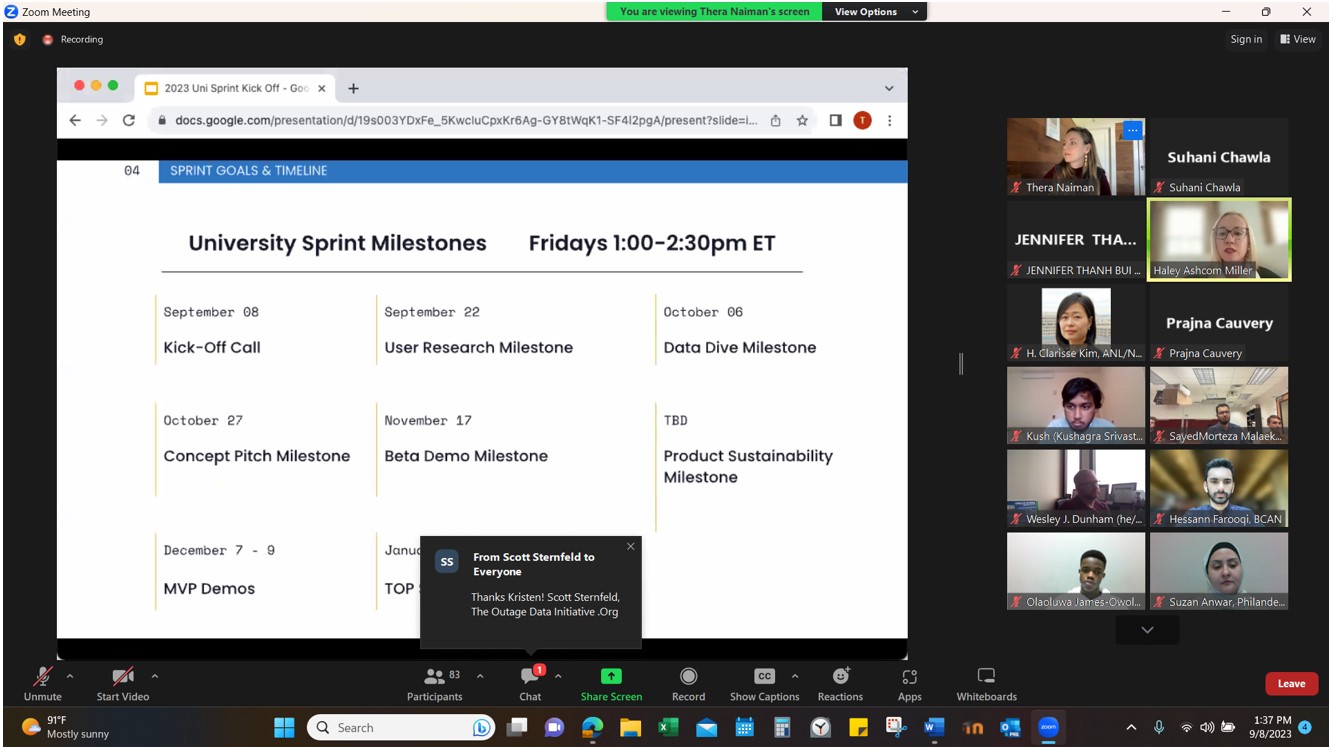 Zoom Meeting
You are viewing Thera Naiman's screen
View Options
Recording
Sign in
View
2023 Uni Sprint Kick Off - Goo
docs.google.com/presentation/d/19s003YDxFe_5KwcluCpxKr6Ag-GY8tWqK1-SF4l2pgA/present?slide=i...
T
04
SPRINT GOALS & TIMELINE
University Sprint Milestones
Fridays 1:00-2:30pm ET
September 08
Kick-Off Call
September 22
User Research Milestone
October 06
Data Dive Milestone
October 27
Concept Pitch Milestone
November 17
Beta Demo Milestone
TBD
Product Sustainability
Milestone
December 7 - 9
MVP Demos
Janu
TOP
SS
From Scott Sternfeld to
Everyone
Thanks Kristen! Scott Sternfeld,
The Outage Data Initiative .Org
Thera Naiman
Suhani Chawla
Suhani Chawla
JENNIFER THA...
JENNIFER THANH BUI ...
Haley Ashcom Miller
H. Clarisse Kim, ANL/N...
Prajna Cauvery
Prajna Cauvery
Kush (Kushagra Srivast...
SayedMorteza Malaek...
Wesley J. Dunham (he/...
Hessann Farooqi, BCAN
Olaoluwa James-Owol...
Suzan Anwar, Philande...
Unmute
Start Video
83
Participants
1
Chat
Share Screen
Record
CC
Show Captions
Reactions
Apps
Whiteboards
Leave
91°F
Mostly sunny
Search
zoom
1:37 PM
9/8/2023
4